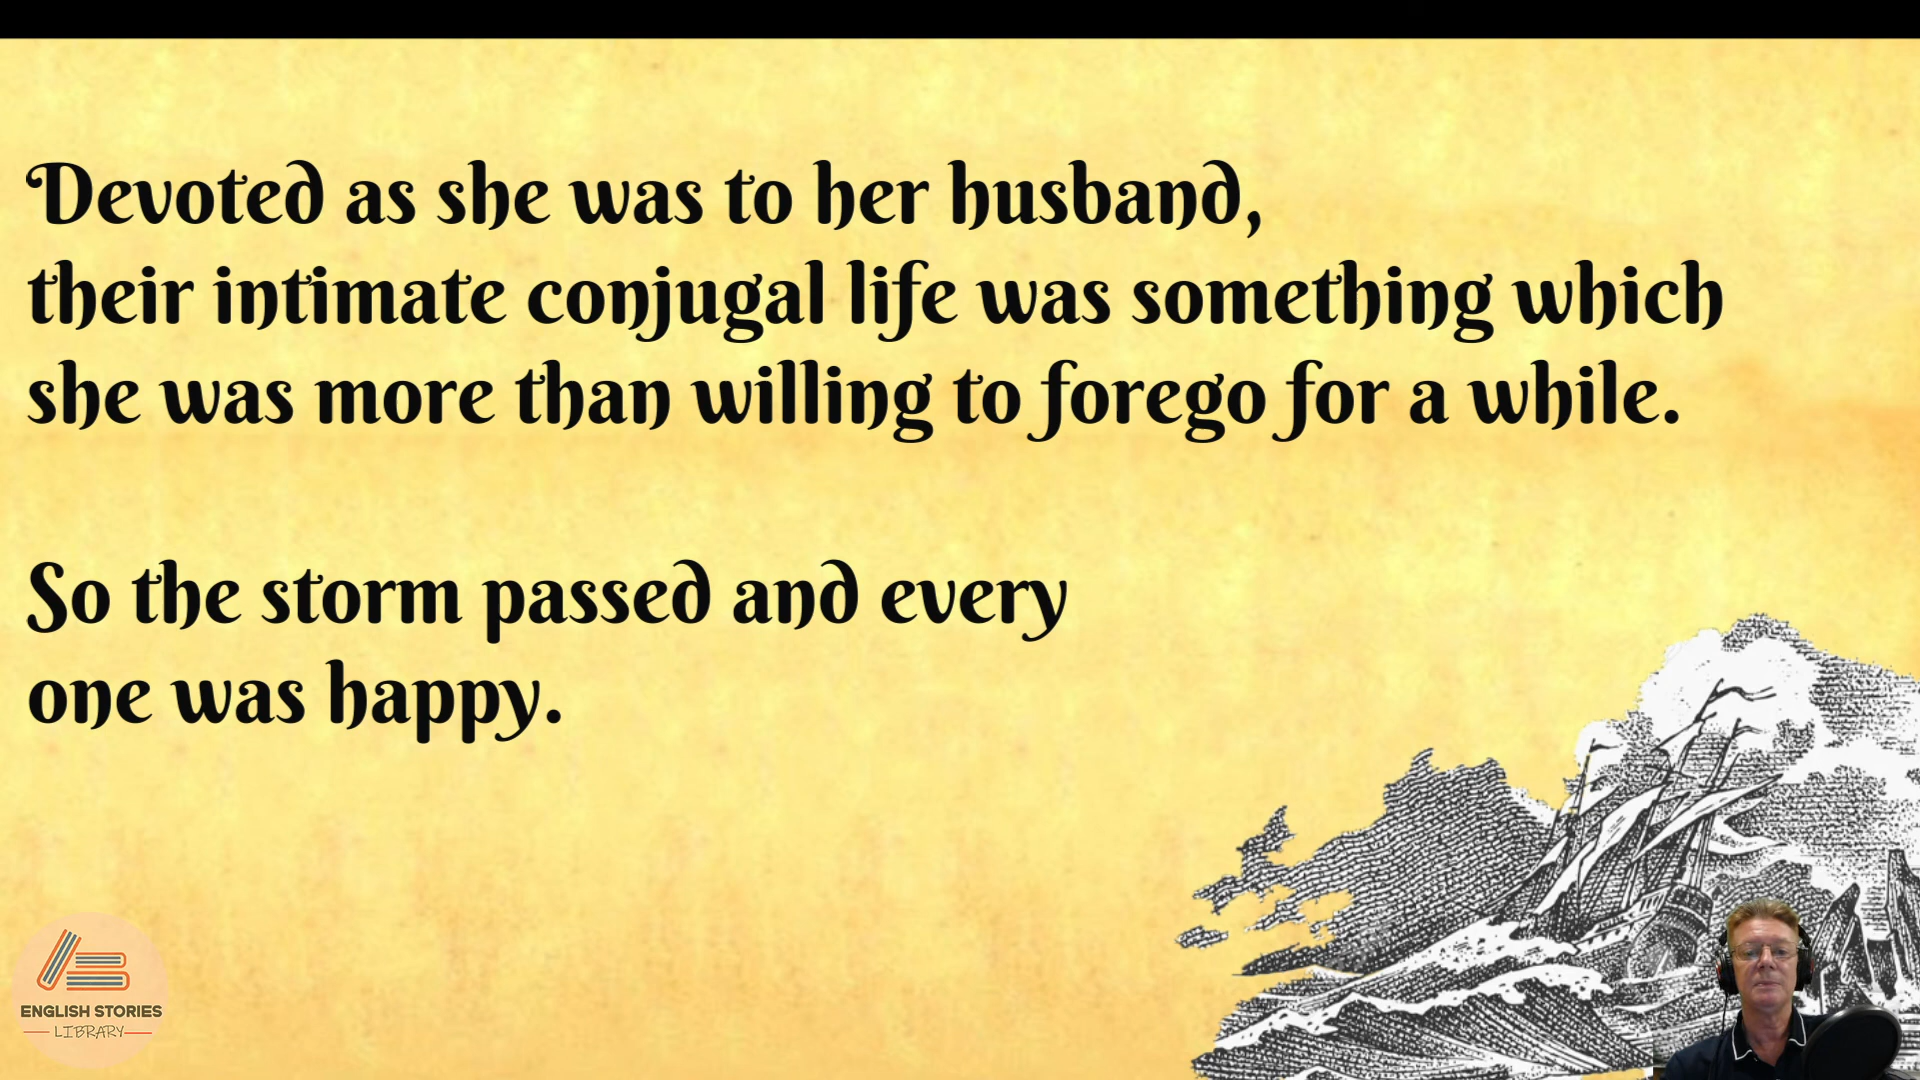 Devoted as she was to her husband,
their intimate conjugal life was something which
she was more than willing to forego for a while.
So the storm passed and every
one was happy.
ENGLISH STORIES
LIBRARY